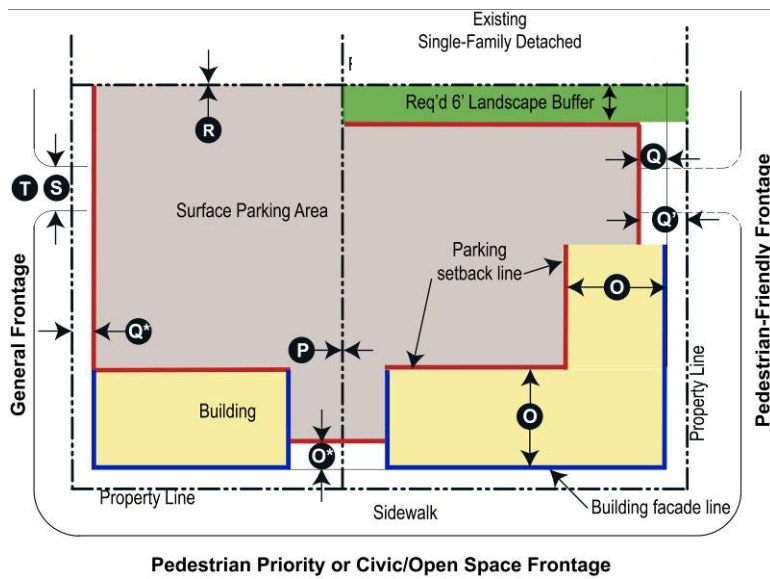 Existing
Single-Family Detached
Req'd 6' Landscape Buffer
R
Q
T S
Surface Parking Area
Q'
Parking
setback line
O
General Frontage
Pedestrian-Friendly Frontage
Q*
P
Property Line
Building
O
O*
Property Line
Building facade line
Sidewalk
Pedestrian Priority or Civic/Open Space Frontage